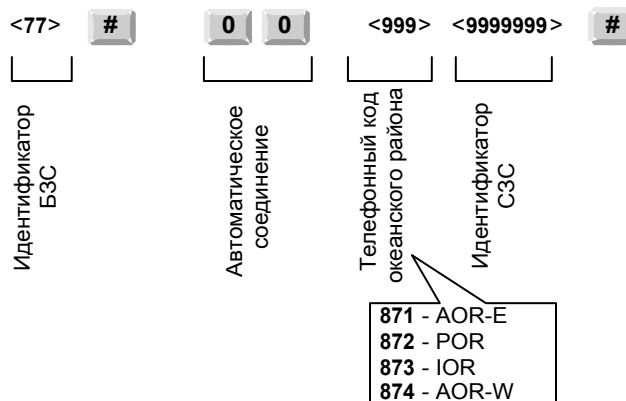 <77> # 0 0 <999> <9999999> #
Идентификатор
БЗС
Автоматическое
соединение
Телефонный код
океанского района
Идентификатор
СЗС
871 - AOR-E
872 - POR
873 - IOR
874 - AOR-W